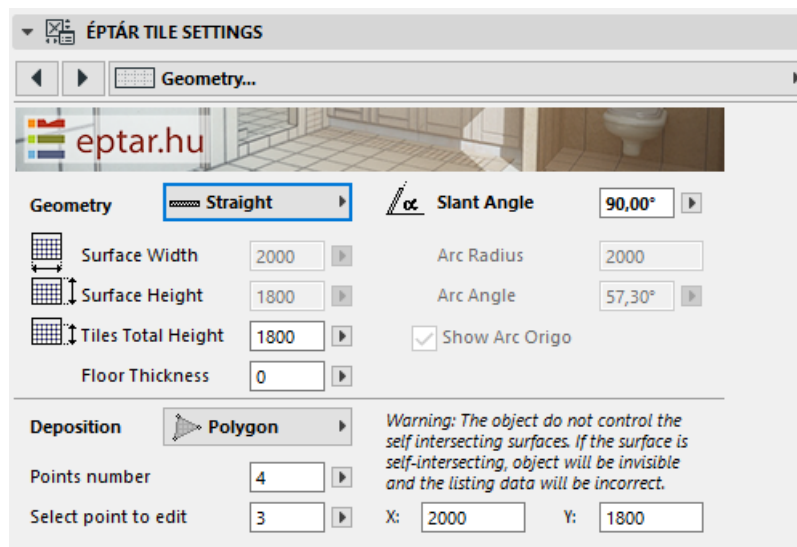 ÉPTÁR TILE SETTINGS
Geometry...
eptar.hu
Geometry Straight α Slant Angle 90,00°
Surface Width 2000 Arc Radius 2000
Surface Height 1800 Arc Angle 57,30°
Tiles Total Height 1800 Show Arc Origo
Floor Thickness 0
Deposition Polygon
Warning: The object do not control the
self intersecting surfaces. If the surface is
self-intersecting, object will be invisible
and the listing data will be incorrect.
Points number 4
Select point to edit 3 X: 2000 Y: 1800